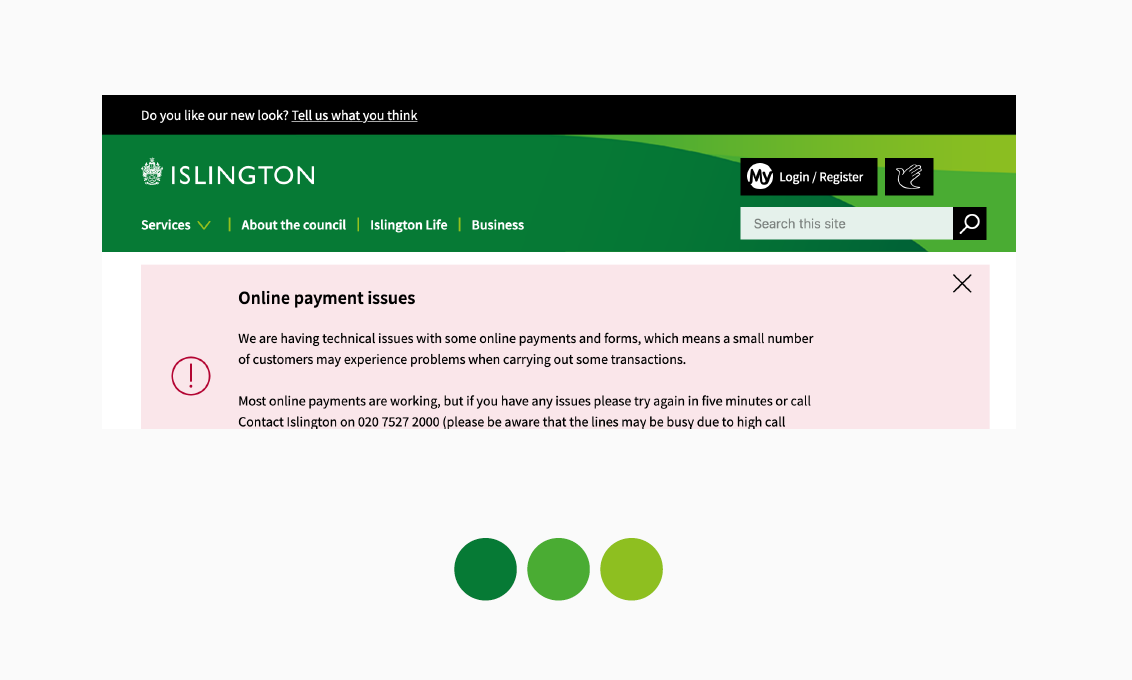 Do you like our new look? Tell us what you think
ISLINGTON
My Login / Register
Services | About the council | Islington Life | Business
Search this site
Online payment issues
We are having technical issues with some online payments and forms, which means a small number
of customers may experience problems when carrying out some transactions.
Most online payments are working, but if you have any issues please try again in five minutes or call
Contact Islington on 020 7527 2000 (please be aware that the lines may be busy due to high call